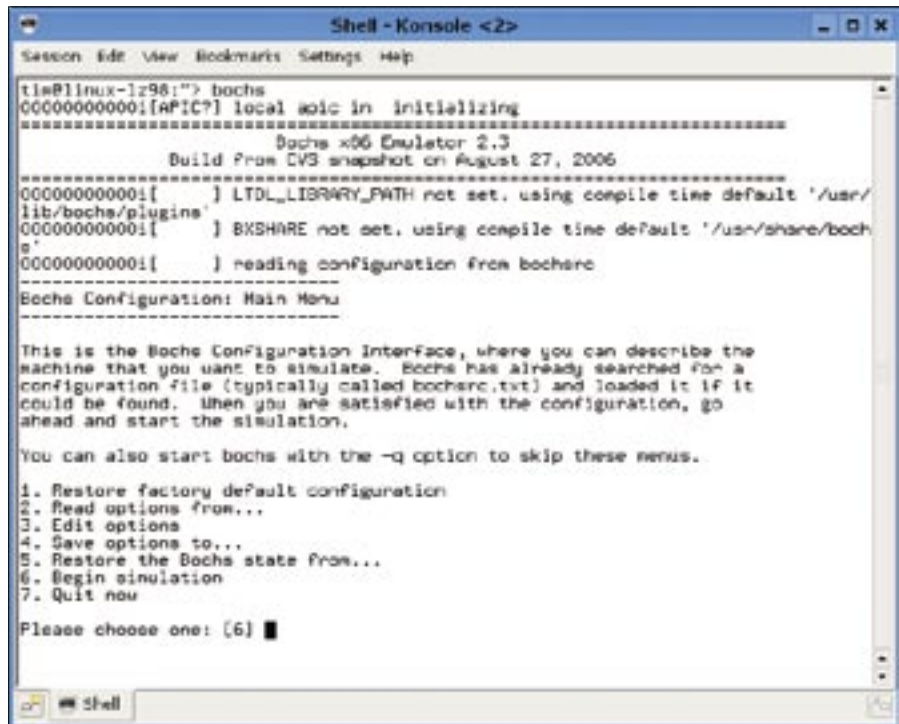 Shell - Konsole <2>
Session Edit View Bookmarks Settings Help
tim@linux-1z98:~> bochs
00000000000i[APIC?] local apic in  initializing
========================================================================
Bochs x86 Emulator 2.3
Build from CVS snapshot on August 27, 2006
========================================================================
00000000000i[     ] LTDL_LIBRARY_PATH not set. using compile time default '/usr/
lib/bochs/plugins'
00000000000i[     ] BXSHARE not set. using compile time default '/usr/share/boch
s'
00000000000i[     ] reading configuration from bochsrc
------------------------------
Bochs Configuration: Main Menu
------------------------------
This is the Bochs Configuration Interface, where you can describe the
machine that you want to simulate.  Bochs has already searched for a
configuration file (typically called bochsrc.txt) and loaded it if it
could be found.  When you are satisfied with the configuration, go
ahead and start the simulation.
You can also start bochs with the -q option to skip these menus.
1. Restore factory default configuration
2. Read options from...
3. Edit options
4. Save options to...
5. Restore the Bochs state from...
6. Begin simulation
7. Quit now
Please choose one: [6]
Shell